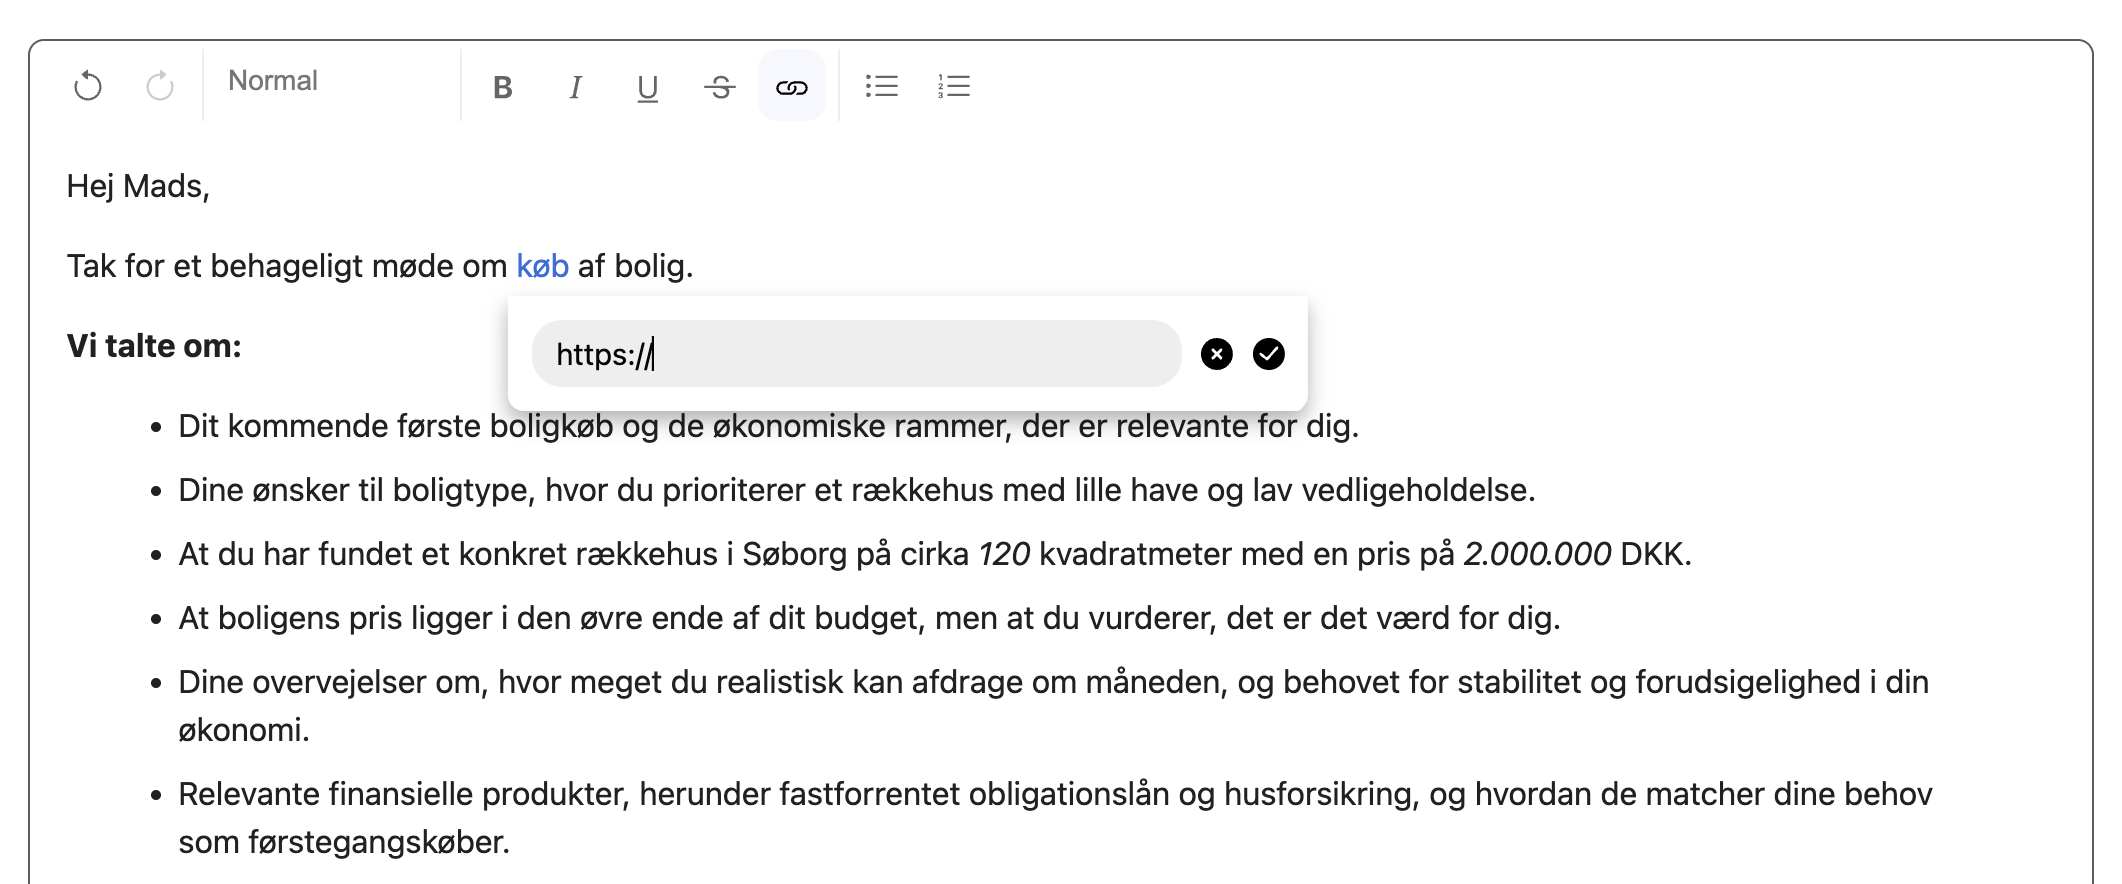 Normal B I U S
1
2
3
Hej Mads,
Tak for et behageligt møde om køb af bolig.
https://
Vi talte om:
• Dit kommende første boligkøb og de økonomiske rammer, der er relevante for dig.
• Dine ønsker til boligtype, hvor du prioriterer et rækkehus med lille have og lav vedligeholdelse.
• At du har fundet et konkret rækkehus i Søborg på cirka 120 kvadratmeter med en pris på 2.000.000 DKK.
• At boligens pris ligger i den øvre ende af dit budget, men at du vurderer, det er det værd for dig.
• Dine overvejelser om, hvor meget du realistisk kan afdrage om måneden, og behovet for stabilitet og forudsigelighed i din
økonomi.
• Relevante finansielle produkter, herunder fastforrentet obligationslån og husforsikring, og hvordan de matcher dine behov
som førstegangskøber.